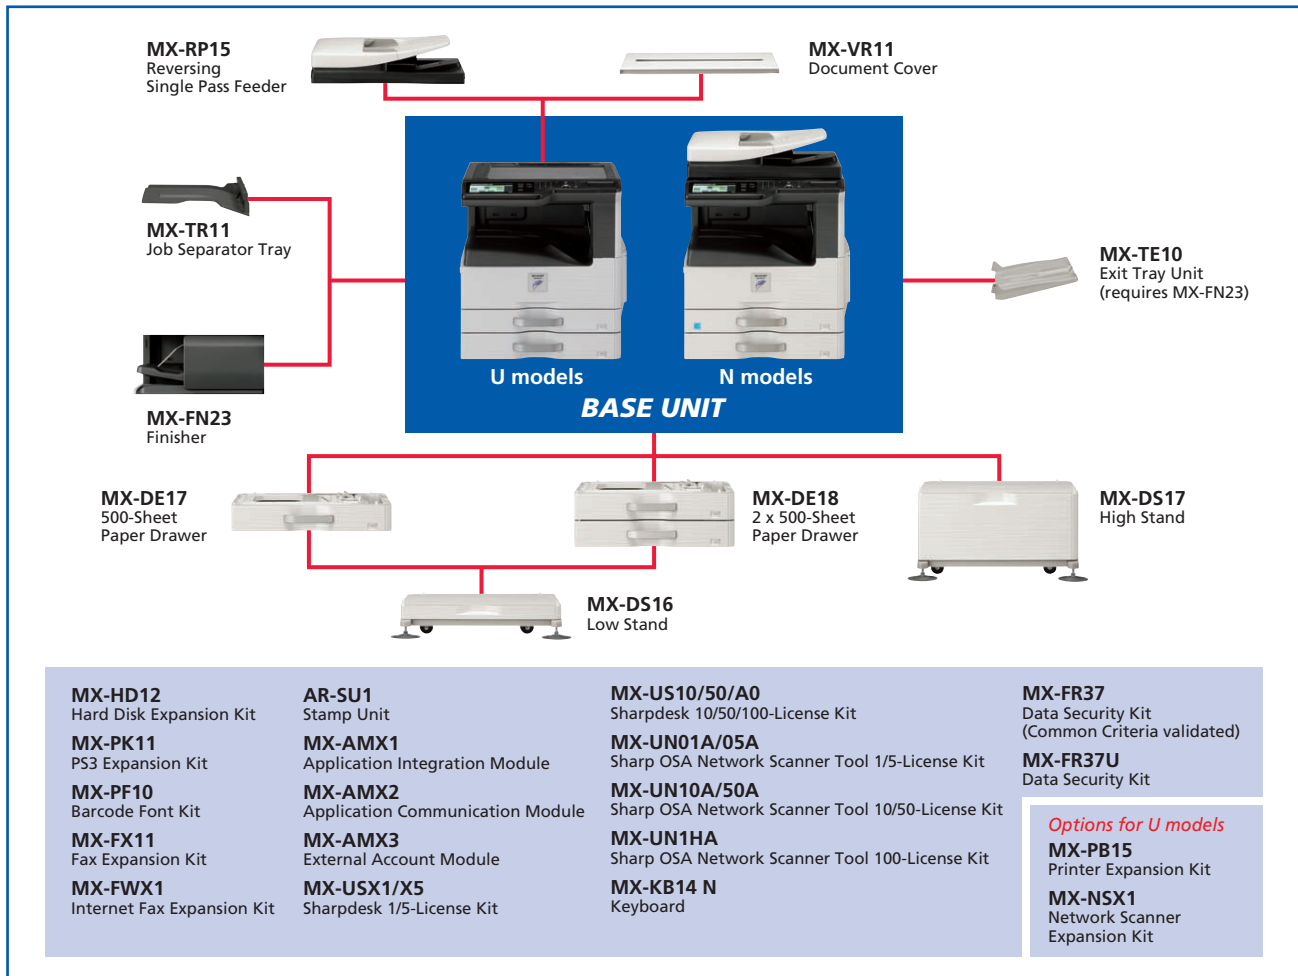 MX-RP15
Reversing
Single Pass Feeder
MX-VR11
Document Cover
MX-TR11
Job Separator Tray
MX-TE10
Exit Tray Unit
(requires MX-FN23)
MX-FN23
Finisher
U models
N models
BASE UNIT
MX-DE17
500-Sheet
Paper Drawer
MX-DE18
2 x 500-Sheet
Paper Drawer
MX-DS17
High Stand
MX-DS16
Low Stand
MX-HD12
Hard Disk Expansion Kit
MX-PK11
PS3 Expansion Kit
MX-PF10
Barcode Font Kit
MX-FX11
Fax Expansion Kit
MX-FWX1
Internet Fax Expansion Kit
AR-SU1
Stamp Unit
MX-AMX1
Application Integration Module
MX-AMX2
Application Communication Module
MX-AMX3
External Account Module
MX-USX1/X5
Sharpdesk 1/5-License Kit
MX-US10/50/A0
Sharpdesk 10/50/100-License Kit
MX-UN01A/05A
Sharp OSA Network Scanner Tool 1/5-License Kit
MX-UN10A/50A
Sharp OSA Network Scanner Tool 10/50-License Kit
MX-UN1HA
Sharp OSA Network Scanner Tool 100-License Kit
MX-KB14 N
Keyboard
MX-FR37
Data Security Kit
(Common Criteria validated)
MX-FR37U
Data Security Kit
Options for U models
MX-PB15
Printer Expansion Kit
MX-NSX1
Network Scanner
Expansion Kit